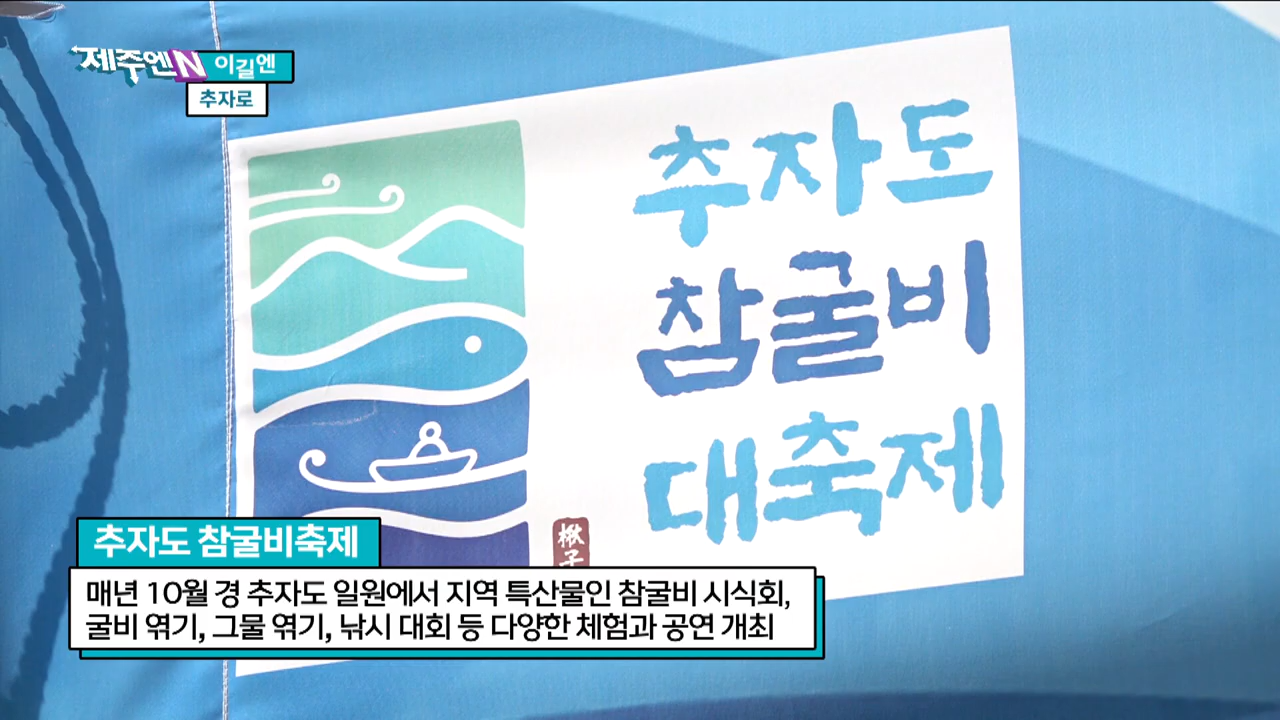 제주엔N 이길엔
추자로
추자도
참굴비
대축제
楸子
추자도 참굴비축제
매년 10월 경 추자도 일원에서 지역 특산물인 참굴비 시식회,
굴비 엮기, 그물 엮기, 낚시 대회 등 다양한 체험과 공연 개최